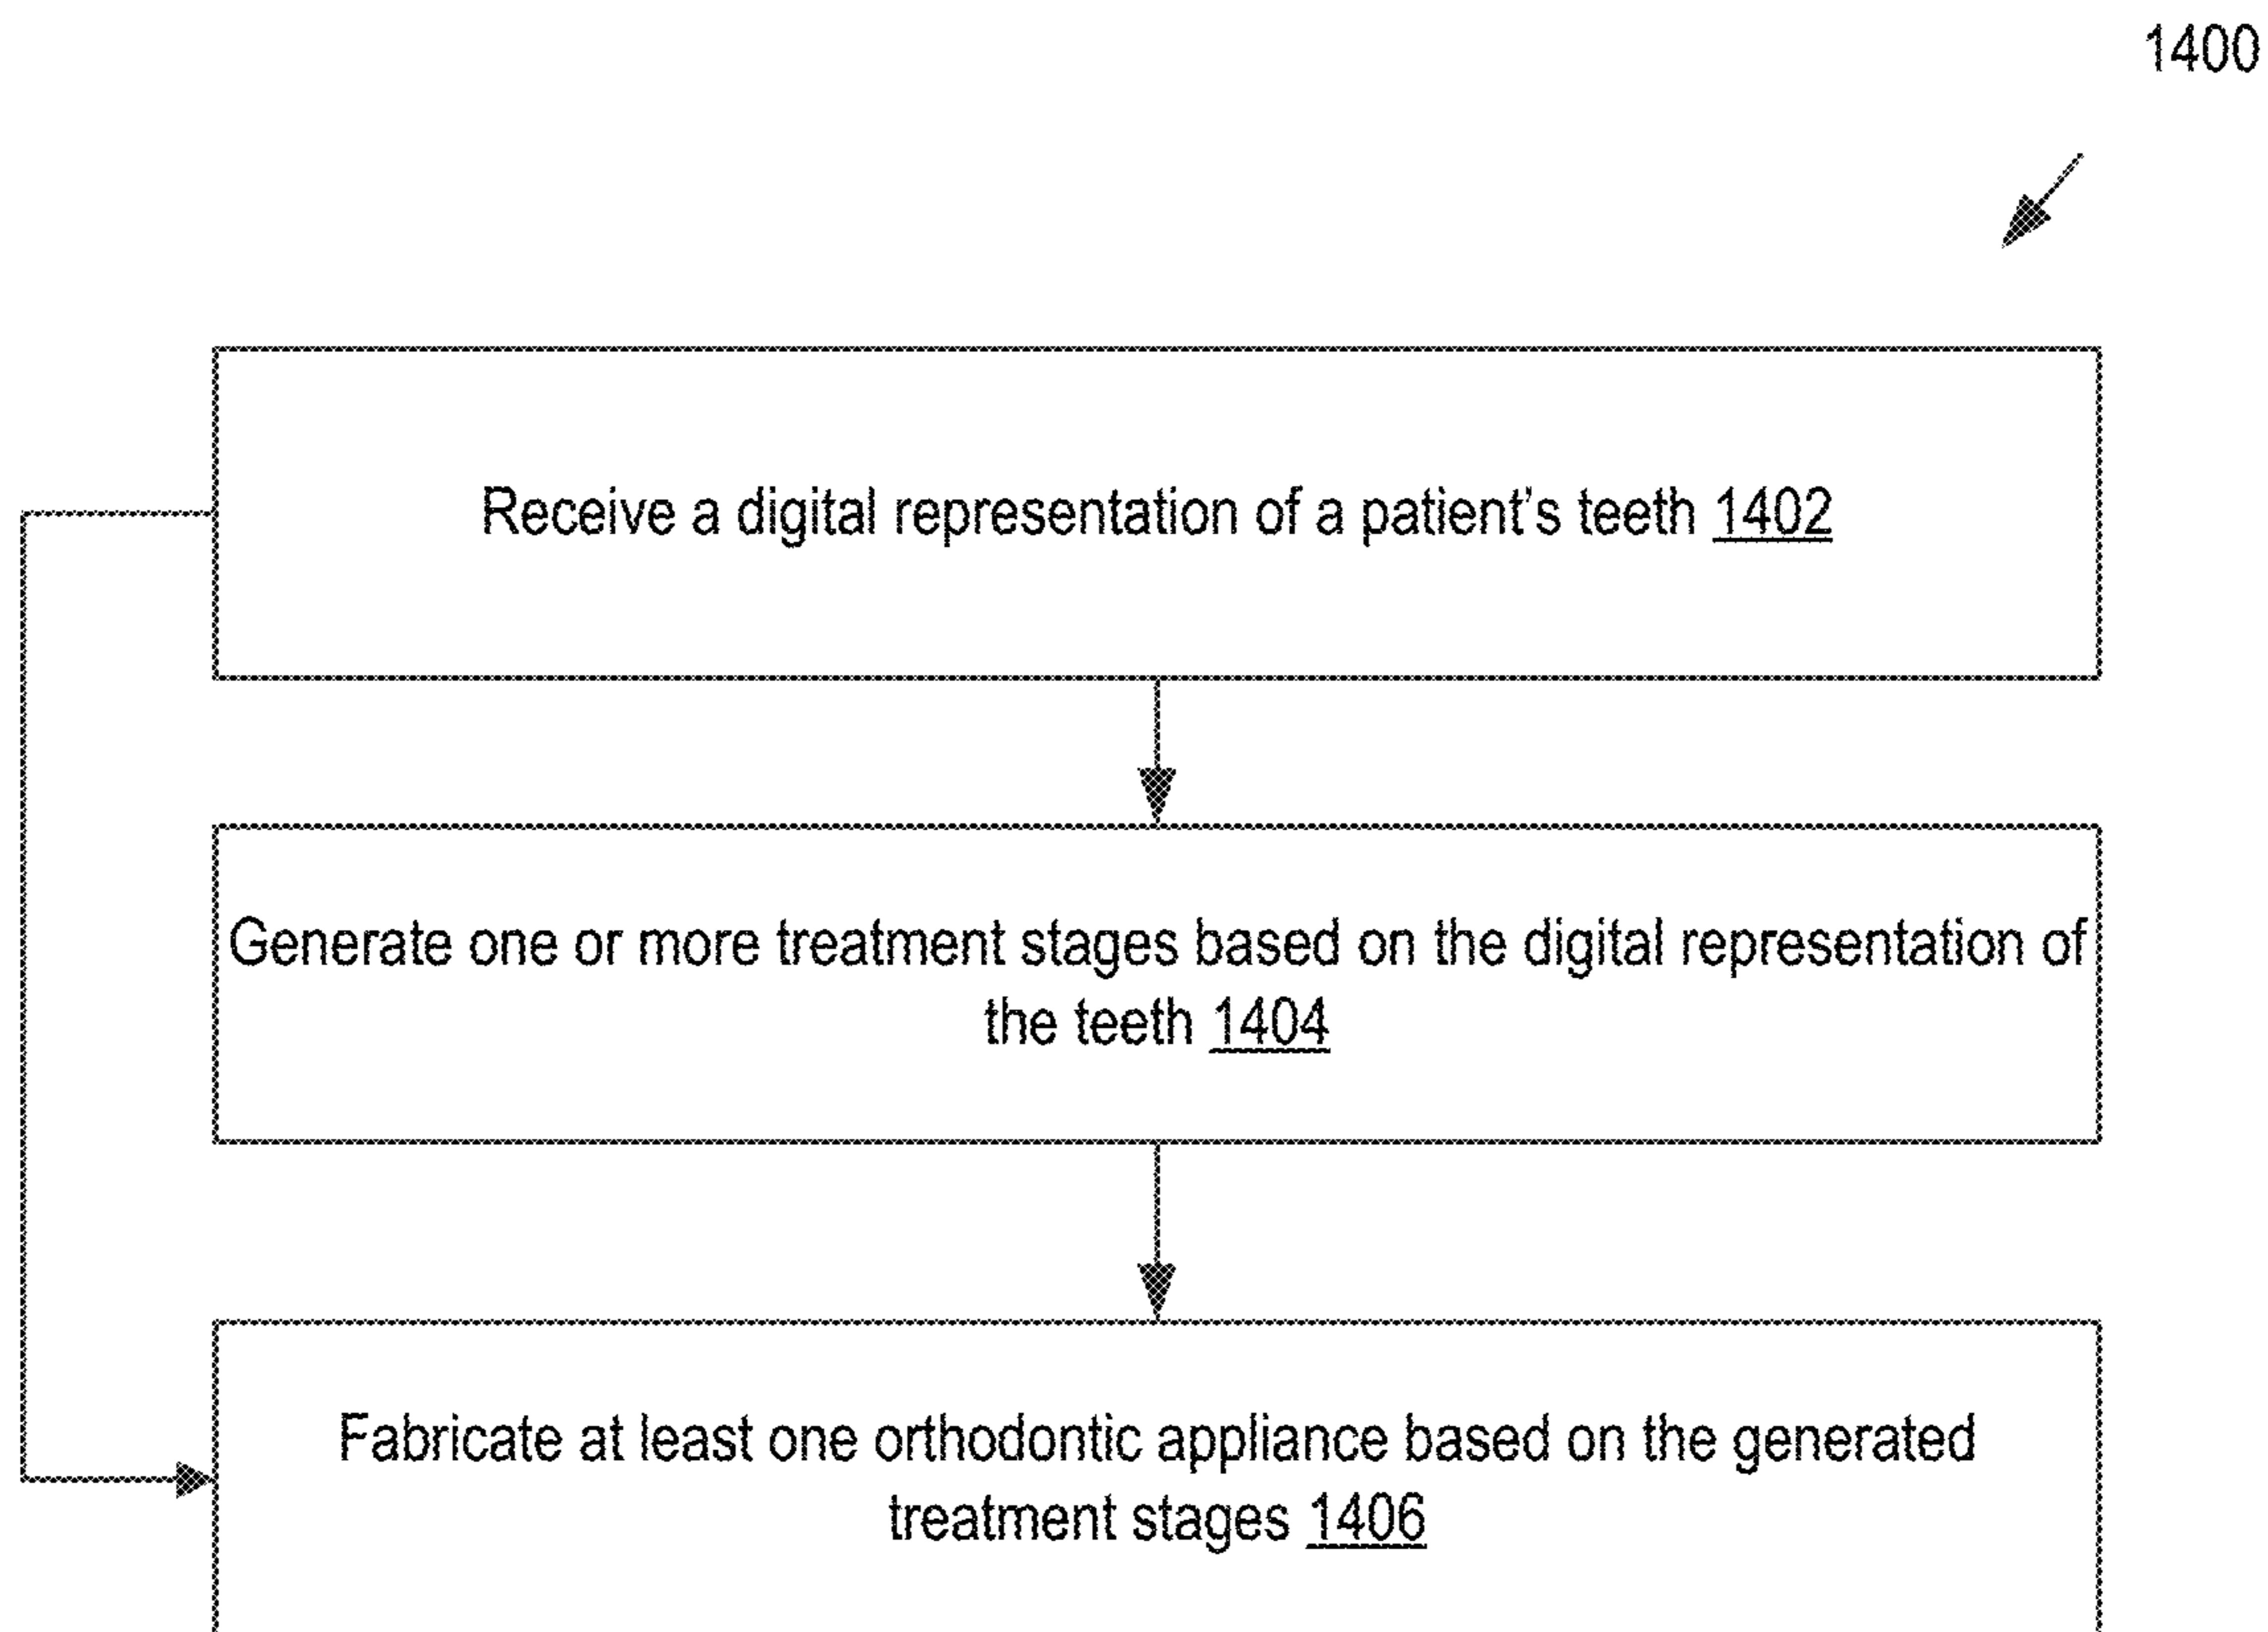 1400
Receive a digital representation of a patient's teeth 1402
Generate one or more treatment stages based on the digital representation of
the teeth 1404
Fabricate at least one orthodontic appliance based on the generated
treatment stages 1406